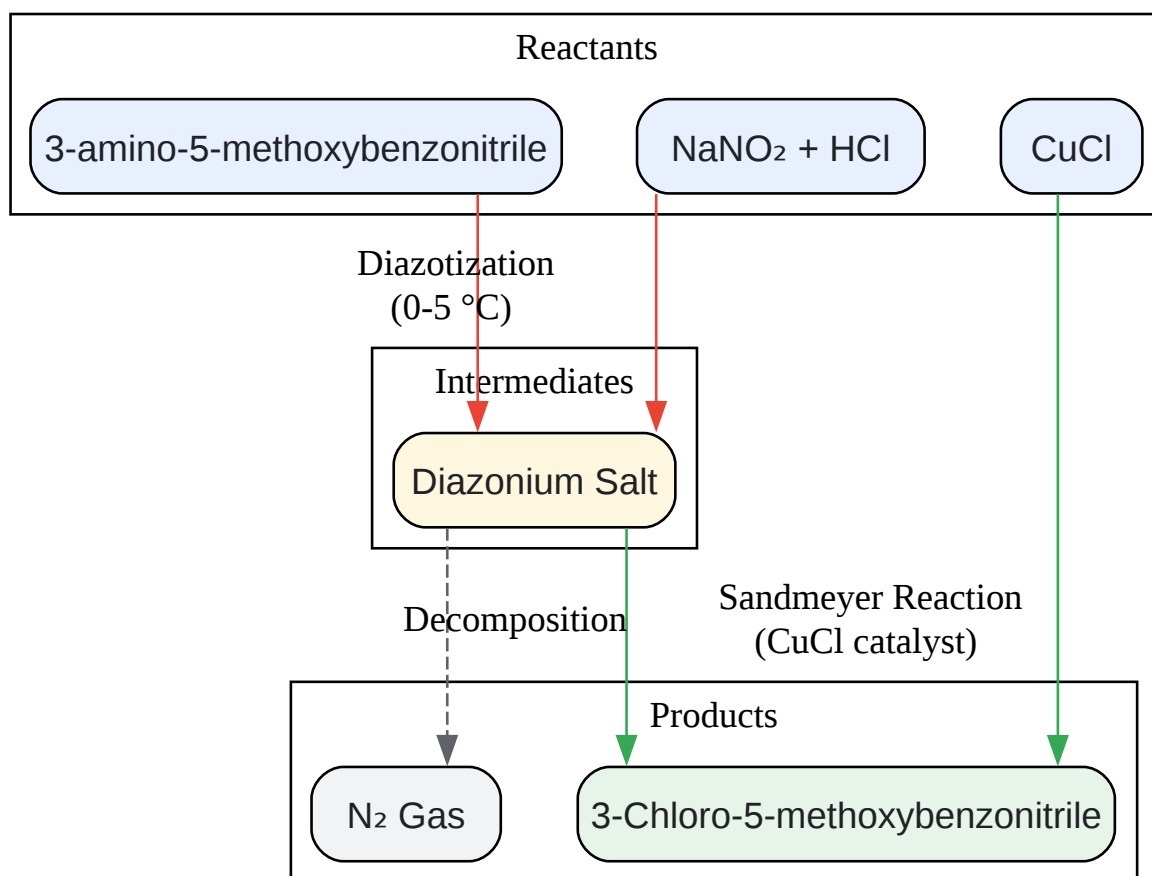 Reactants
3-amino-5-methoxybenzonitrile
NaNO₂ + HCl
CuCl
Diazotization
(0-5 °C)
Intermediates
Diazonium Salt
Decomposition
Sandmeyer Reaction
(CuCl catalyst)
Products
N₂ Gas
3-Chloro-5-methoxybenzonitrile